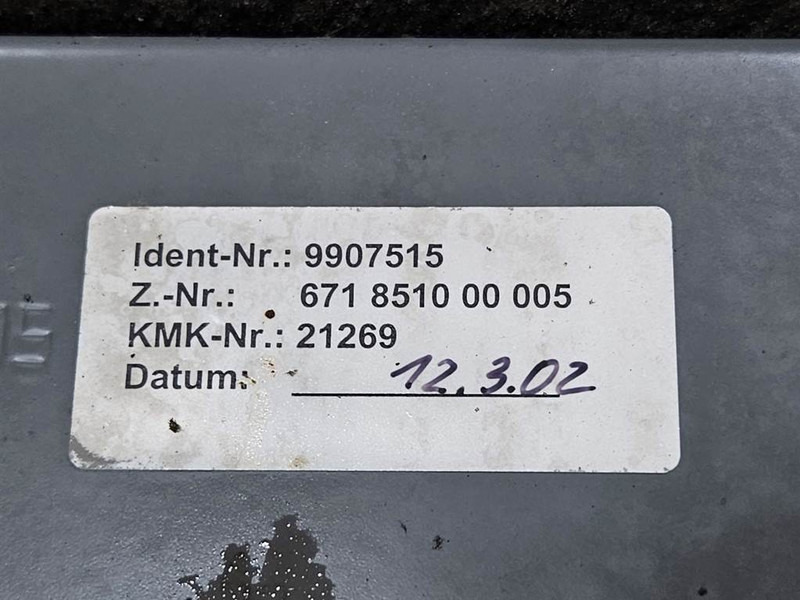 Ident-Nr.: 9907515
Z.-Nr.: 671 8510 00 005
KMK-Nr.: 21269
Datum: 12.3.02